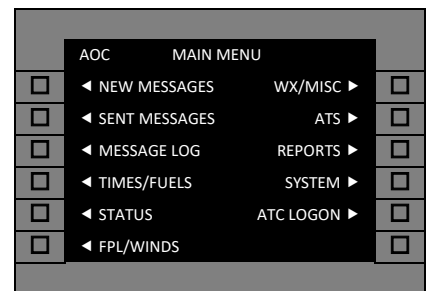 AOC MAIN MENU
◄ NEW MESSAGES WX/MISC ►
◄ SENT MESSAGES ATS ►
◄ MESSAGE LOG REPORTS ►
◄ TIMES/FUELS SYSTEM ►
◄ STATUS ATC LOGON ►
◄ FPL/WINDS